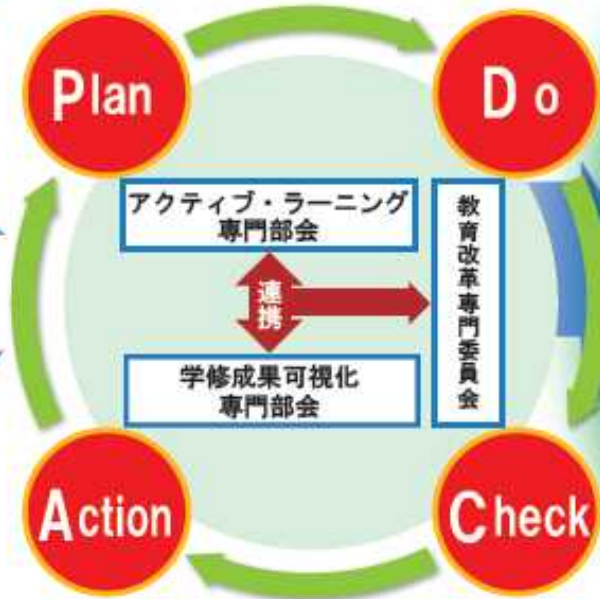 Plan
Do
アクティブ・ラーニング
専門部会
教育改革専門委員会
連携
学修成果可視化
専門部会
Action
Check